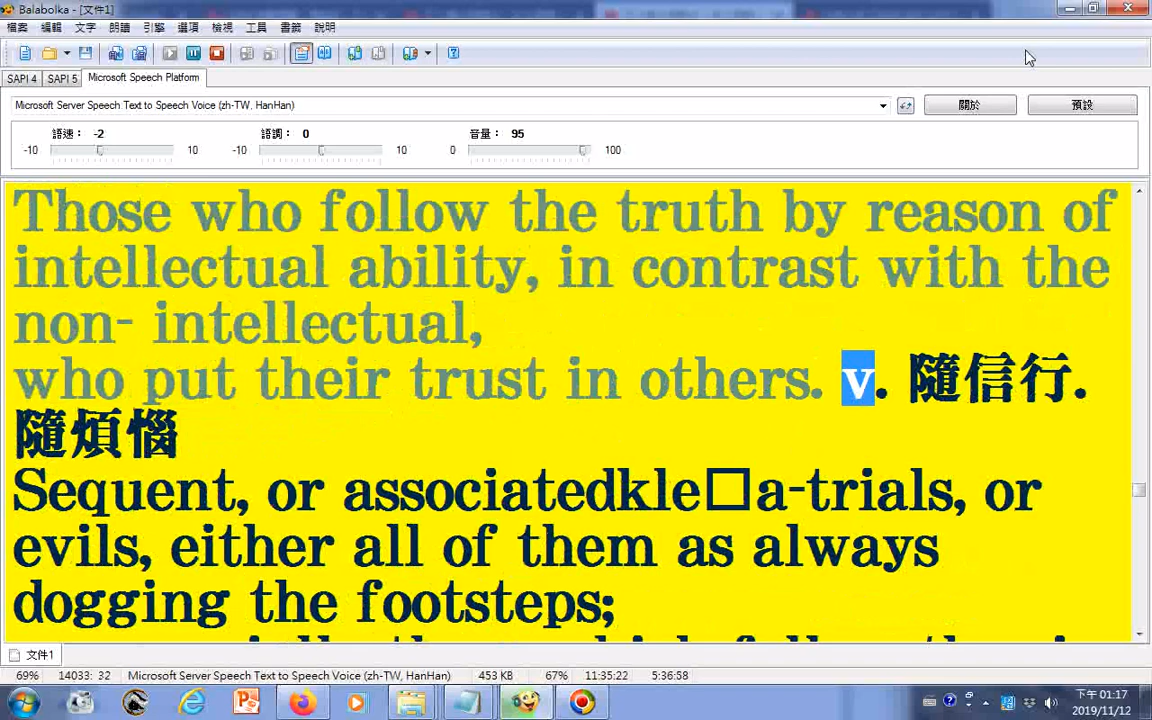 Balabolka - [文件1]
檔案 編輯 文字 朗讀 引擎 選項 檢視 工具 書籤 說明
SAPI 4 SAPI 5 Microsoft Speech Platform
Microsoft Server Speech Text to Speech Voice (zh-TW, HanHan) 關於 預設
語速： -2 語調： 0 音量： 95
-10 10 -10 10 0 100
Those who follow the truth by reason of
intellectual ability, in contrast with the
non- intellectual,
who put their trust in others. v. 隨信行.
隨煩惱
Sequent, or associatedkle□a-trials, or
evils, either all of them as always
dogging the footsteps;
文件1
69% 14033: 32 Microsoft Server Speech Text to Speech Voice (zh-TW, HanHan) 453 KB 67% 11:35:22 5:36:58
下午 01:17
2019/11/12